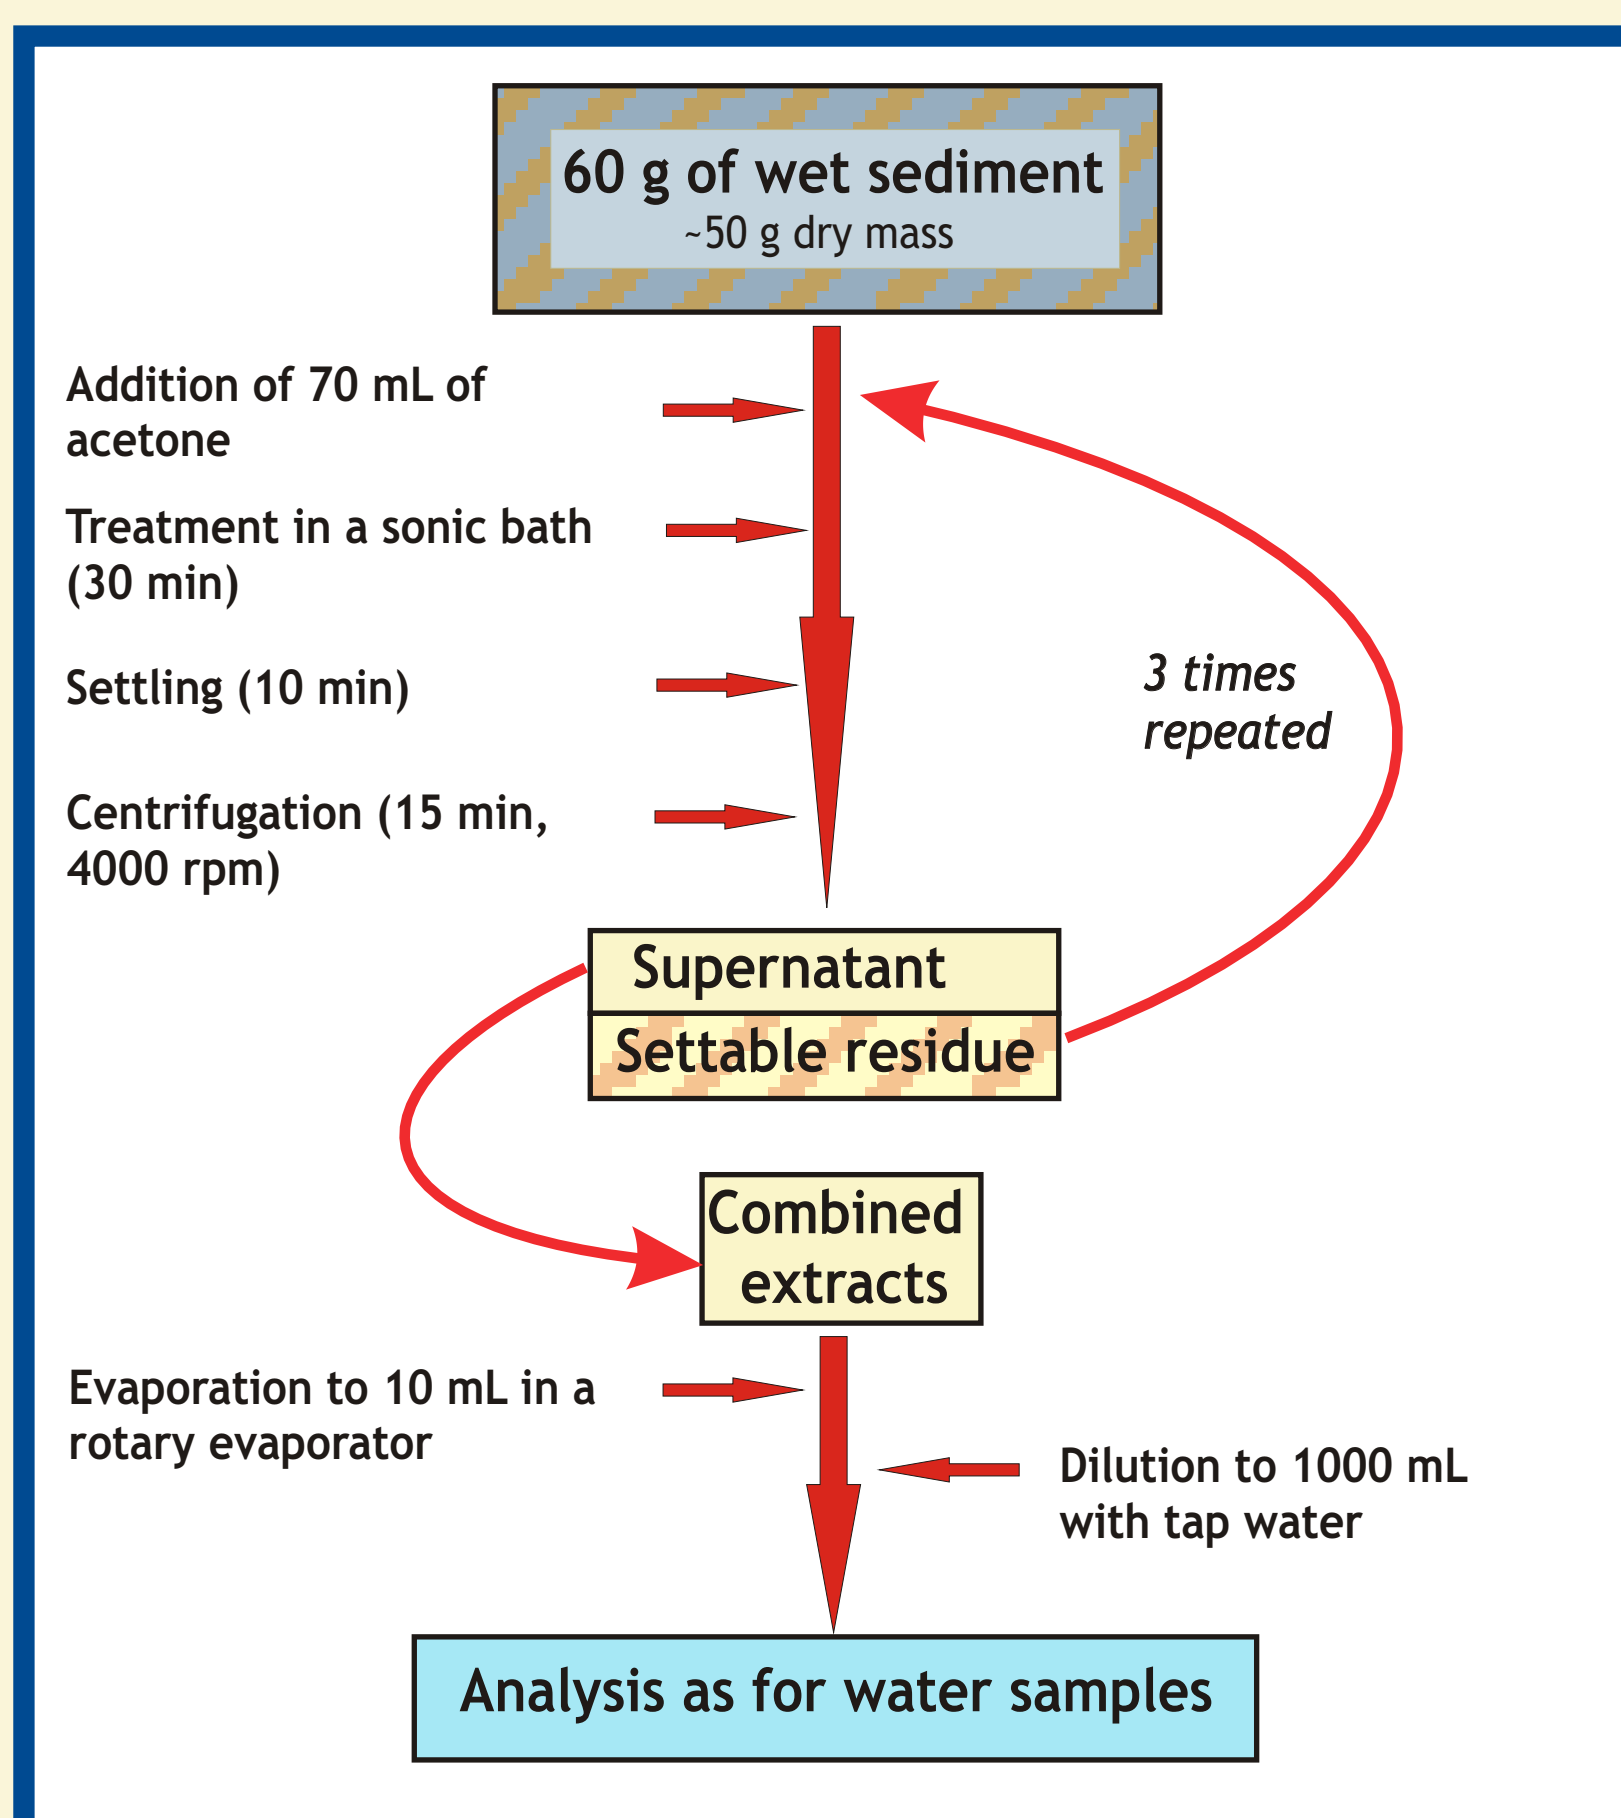 60 g of wet sediment
~50 g dry mass
Addition of 70 mL of
acetone
Treatment in a sonic bath
(30 min)
Settling (10 min)
3 times
repeated
Centrifugation (15 min,
4000 rpm)
Supernatant
Settable residue
Combined
extracts
Evaporation to 10 mL in a
rotary evaporator
Dilution to 1000 mL
with tap water
Analysis as for water samples